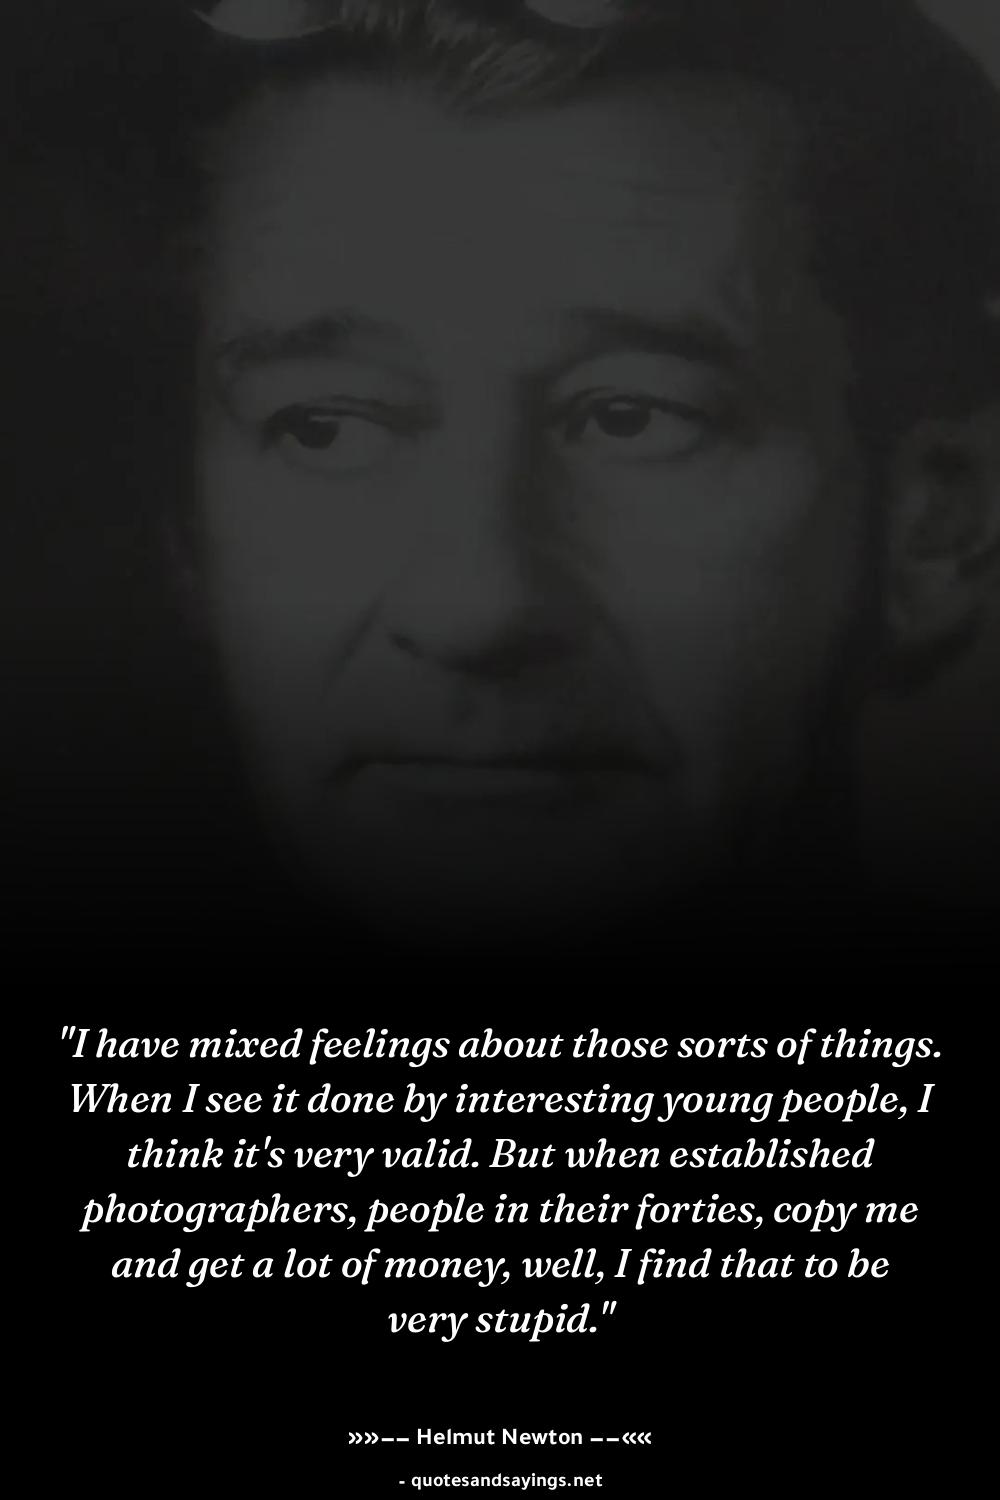 "I have mixed feelings about those sorts of things.
When I see it done by interesting young people, I
think it's very valid. But when established
photographers, people in their forties, copy me
and get a lot of money, well, I find that to be
very stupid."
»»–– Helmut Newton ––««
- quotesandsayings.net